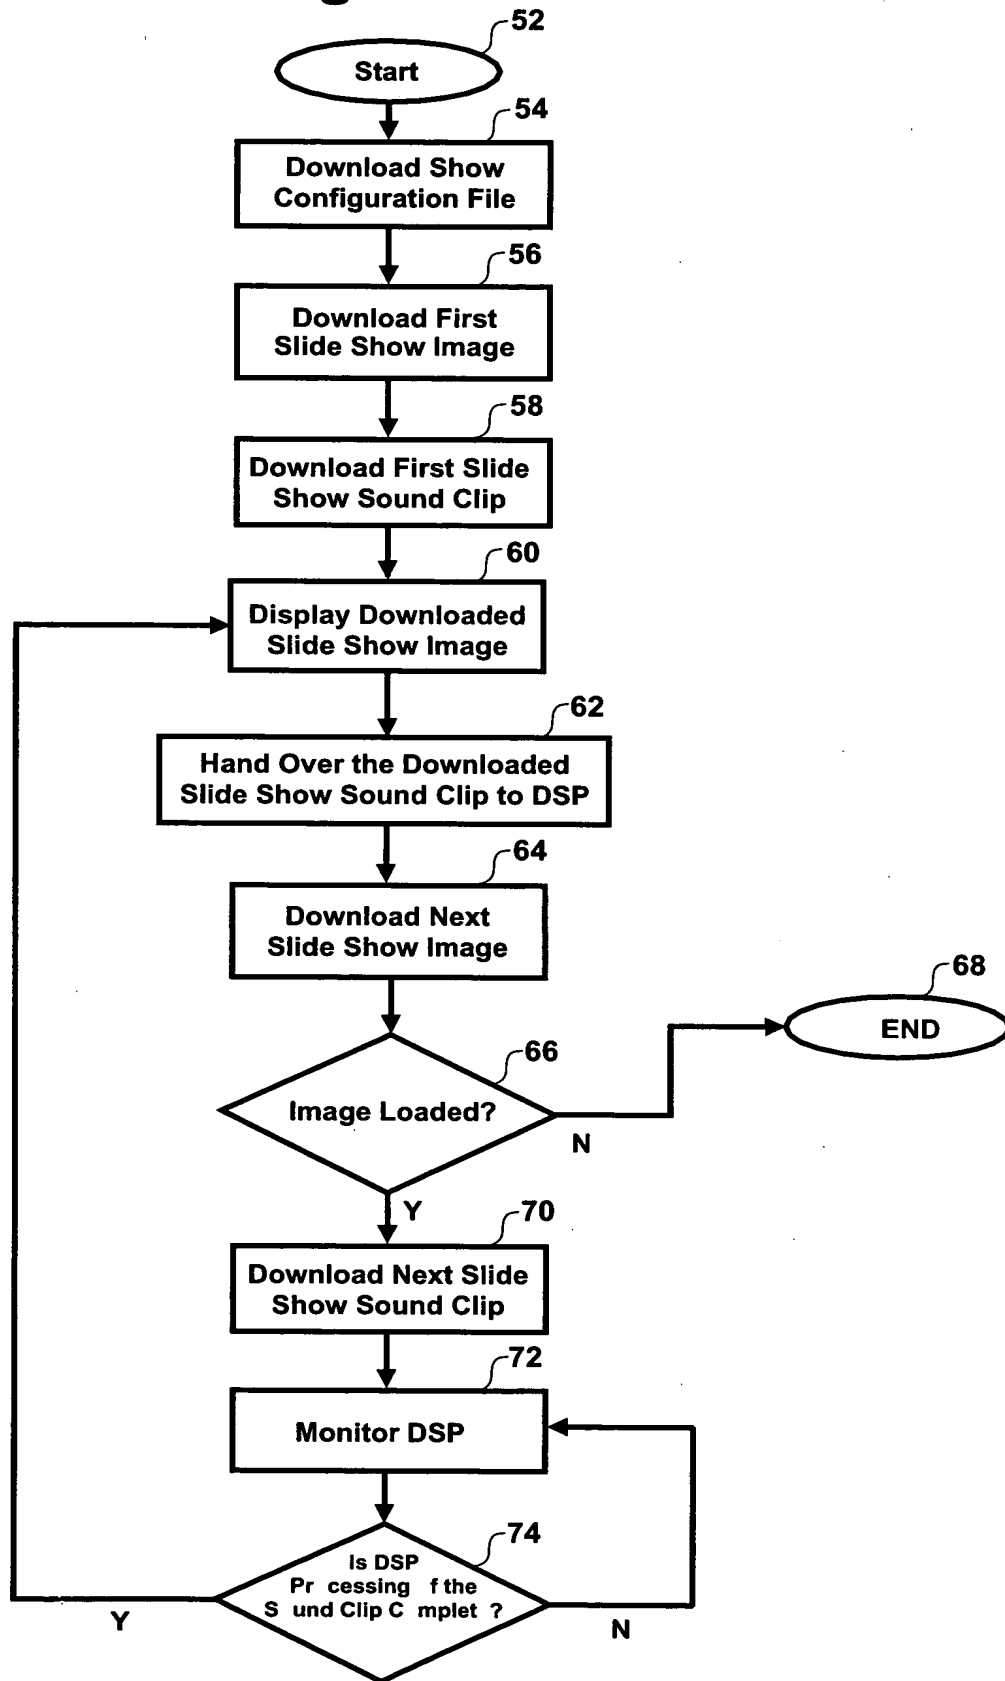 52
Start
54
Download Show
Configuration File
56
Download First
Slide Show Image
58
Download First Slide
Show Sound Clip
60
Display Downloaded
Slide Show Image
62
Hand Over the Downloaded
Slide Show Sound Clip to DSP
64
Download Next
Slide Show Image
68
END
66
Image Loaded?
N
Y
70
Download Next Slide
Show Sound Clip
72
Monitor DSP
74
Is DSP
Pr cessing f the
S und Clip C mplet ?
Y
N